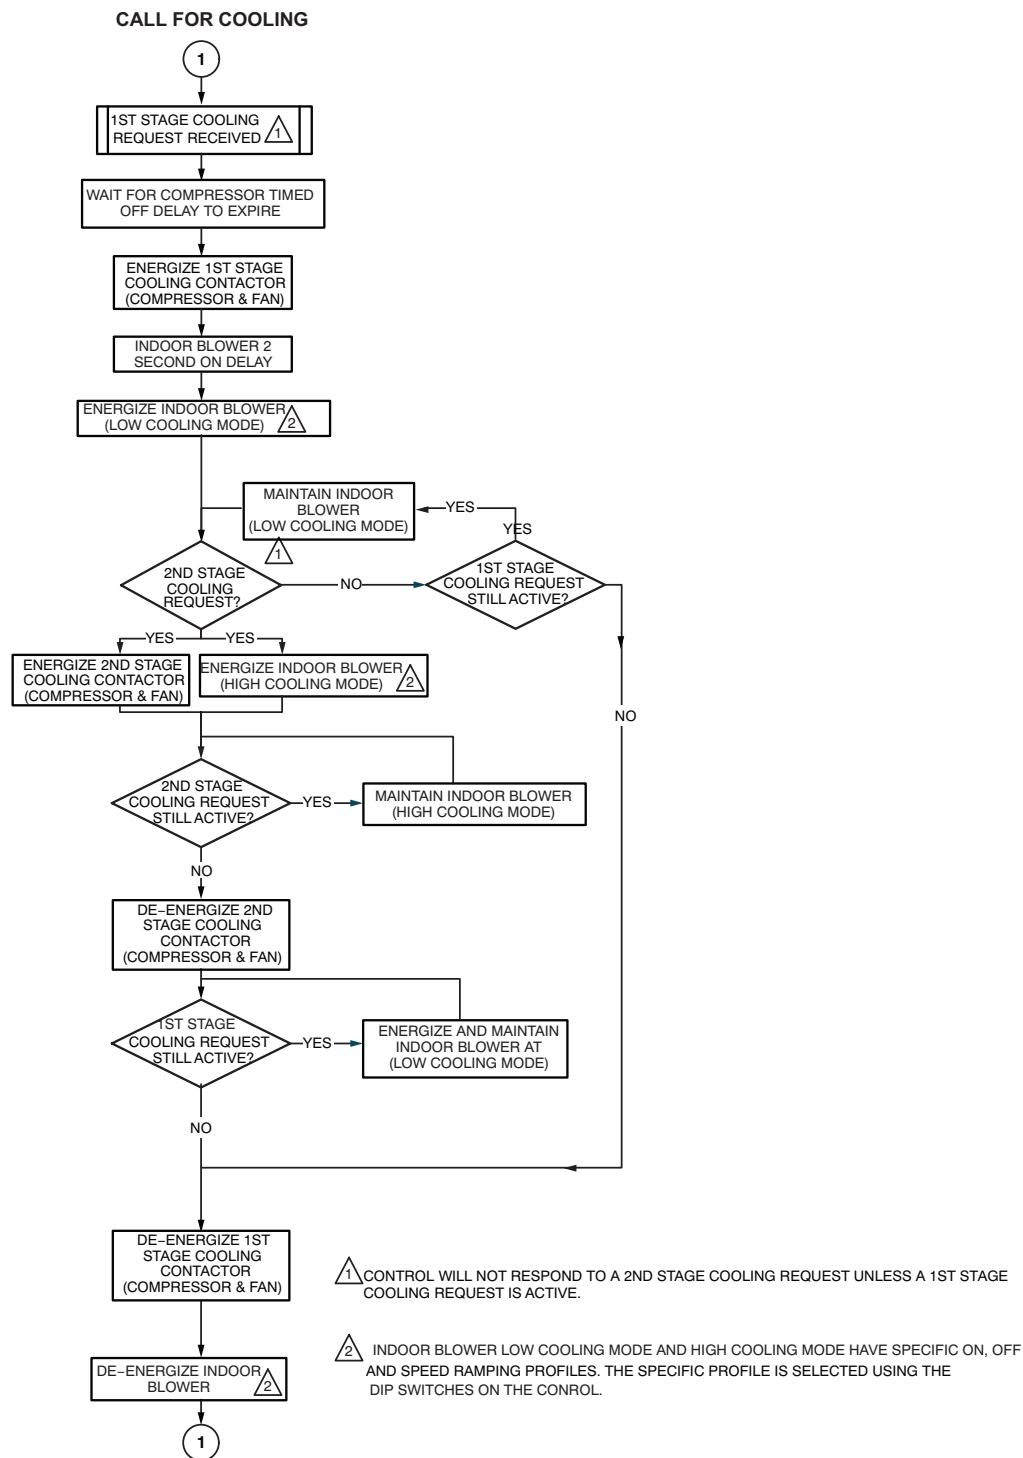 CALL FOR COOLING
1
1ST STAGE COOLING
REQUEST RECEIVED 1
WAIT FOR COMPRESSOR TIMED
OFF DELAY TO EXPIRE
ENERGIZE 1ST STAGE
COOLING CONTACTOR
(COMPRESSOR & FAN)
INDOOR BLOWER 2
SECOND ON DELAY
ENERGIZE INDOOR BLOWER
(LOW COOLING MODE) 2
MAINTAIN INDOOR
BLOWER
(LOW COOLING MODE)
YES
YES
1
2ND STAGE
COOLING
REQUEST?
NO
1ST STAGE
COOLING REQUEST
STILL ACTIVE?
YES
YES
ENERGIZE 2ND STAGE
COOLING CONTACTOR
(COMPRESSOR & FAN)
ENERGIZE INDOOR BLOWER
(HIGH COOLING MODE) 2
NO
2ND STAGE
COOLING REQUEST
STILL ACTIVE?
YES
MAINTAIN INDOOR BLOWER
(HIGH COOLING MODE)
NO
DE−ENERGIZE 2ND
STAGE COOLING
CONTACTOR
(COMPRESSOR & FAN)
1ST STAGE
COOLING REQUEST
STILL ACTIVE?
YES
ENERGIZE AND MAINTAIN
INDOOR BLOWER AT
(LOW COOLING MODE)
NO
DE−ENERGIZE 1ST
STAGE COOLING
CONTACTOR
(COMPRESSOR & FAN)
1 CONTROL WILL NOT RESPOND TO A 2ND STAGE COOLING REQUEST UNLESS A 1ST STAGE
COOLING REQUEST IS ACTIVE.
2 INDOOR BLOWER LOW COOLING MODE AND HIGH COOLING MODE HAVE SPECIFIC ON, OFF
AND SPEED RAMPING PROFILES. THE SPECIFIC PROFILE IS SELECTED USING THE
DIP SWITCHES ON THE CONROL.
DE−ENERGIZE INDOOR
BLOWER 2
1